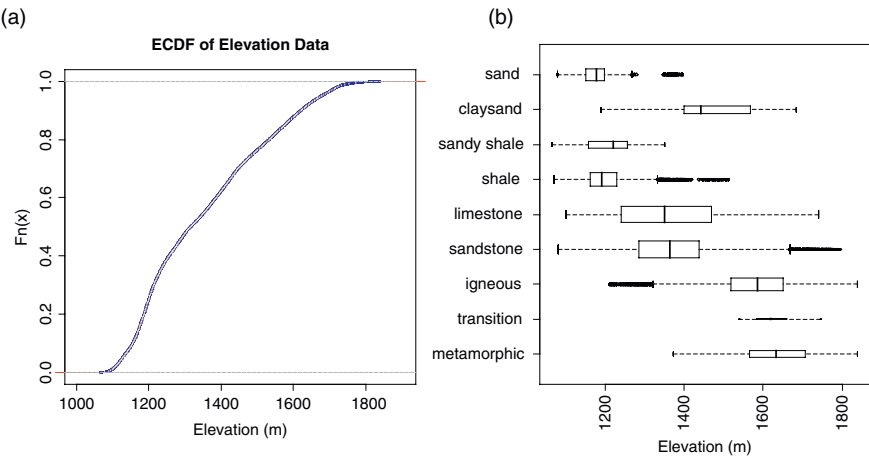 (a)
ECDF of Elevation Data
Fn(x)
0.0 0.2 0.4 0.6 0.8 1.0
1000 1200 1400 1600 1800
Elevation (m)
(b)
sand
claysand
sandy shale
shale
limestone
sandstone
igneous
transition
metamorphic
1200 1400 1600 1800
Elevation (m)